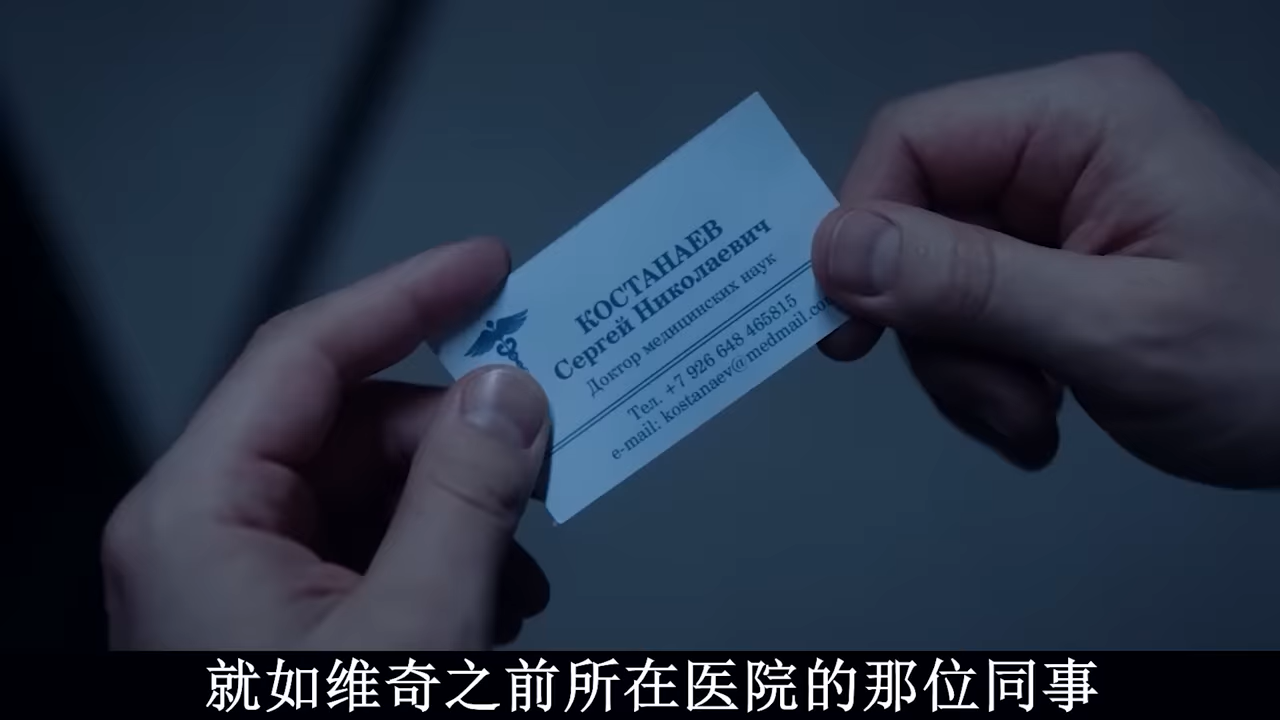 КОСТАНАЕВ
Сергей Николаевич
Доктор медицинских наук
Тел. +7 926 648 465815
e-mail: kostanaev@medmail.co
就如维奇之前所在医院的那位同事